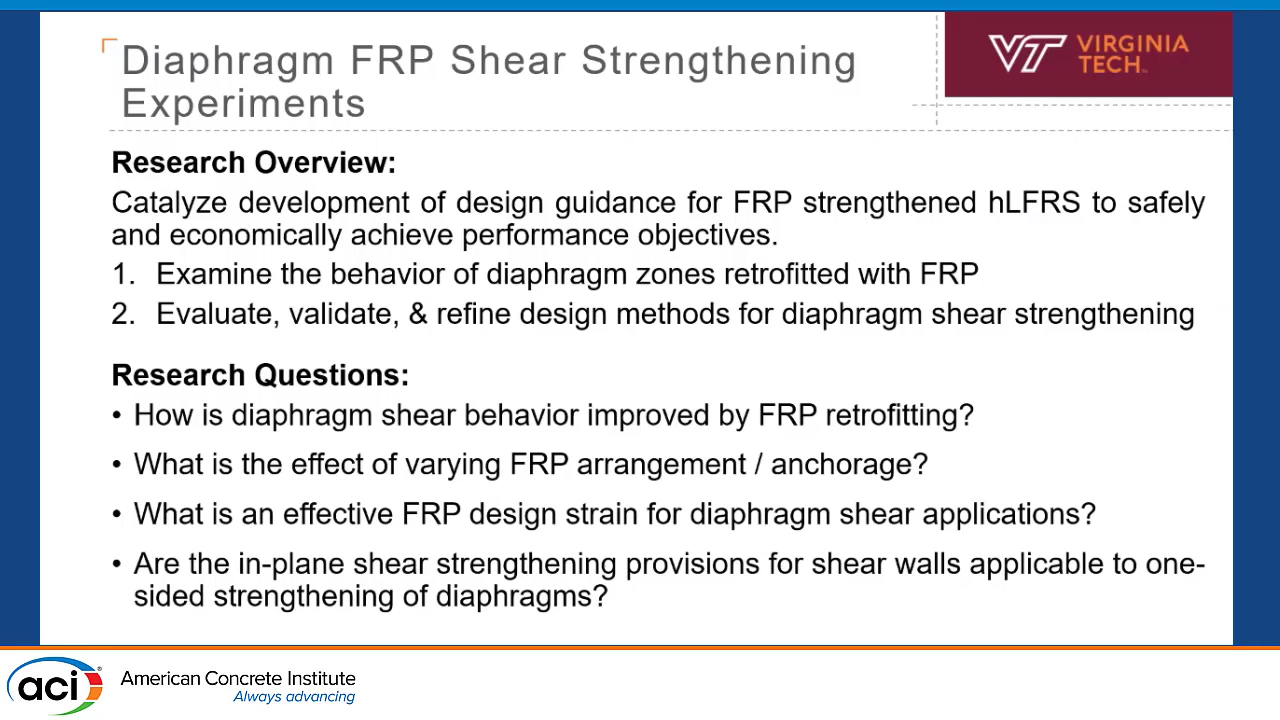 Diaphragm FRP Shear Strengthening
Experiments
VT VIRGINIA
TECH
Research Overview:
Catalyze development of design guidance for FRP strengthened hLFRS to safely
and economically achieve performance objectives.
1. Examine the behavior of diaphragm zones retrofitted with FRP
2. Evaluate, validate, & refine design methods for diaphragm shear strengthening
Research Questions:
• How is diaphragm shear behavior improved by FRP retrofitting?
• What is the effect of varying FRP arrangement / anchorage?
• What is an effective FRP design strain for diaphragm shear applications?
• Are the in-plane shear strengthening provisions for shear walls applicable to one-
sided strengthening of diaphragms?
aci® American Concrete Institute
Always advancing